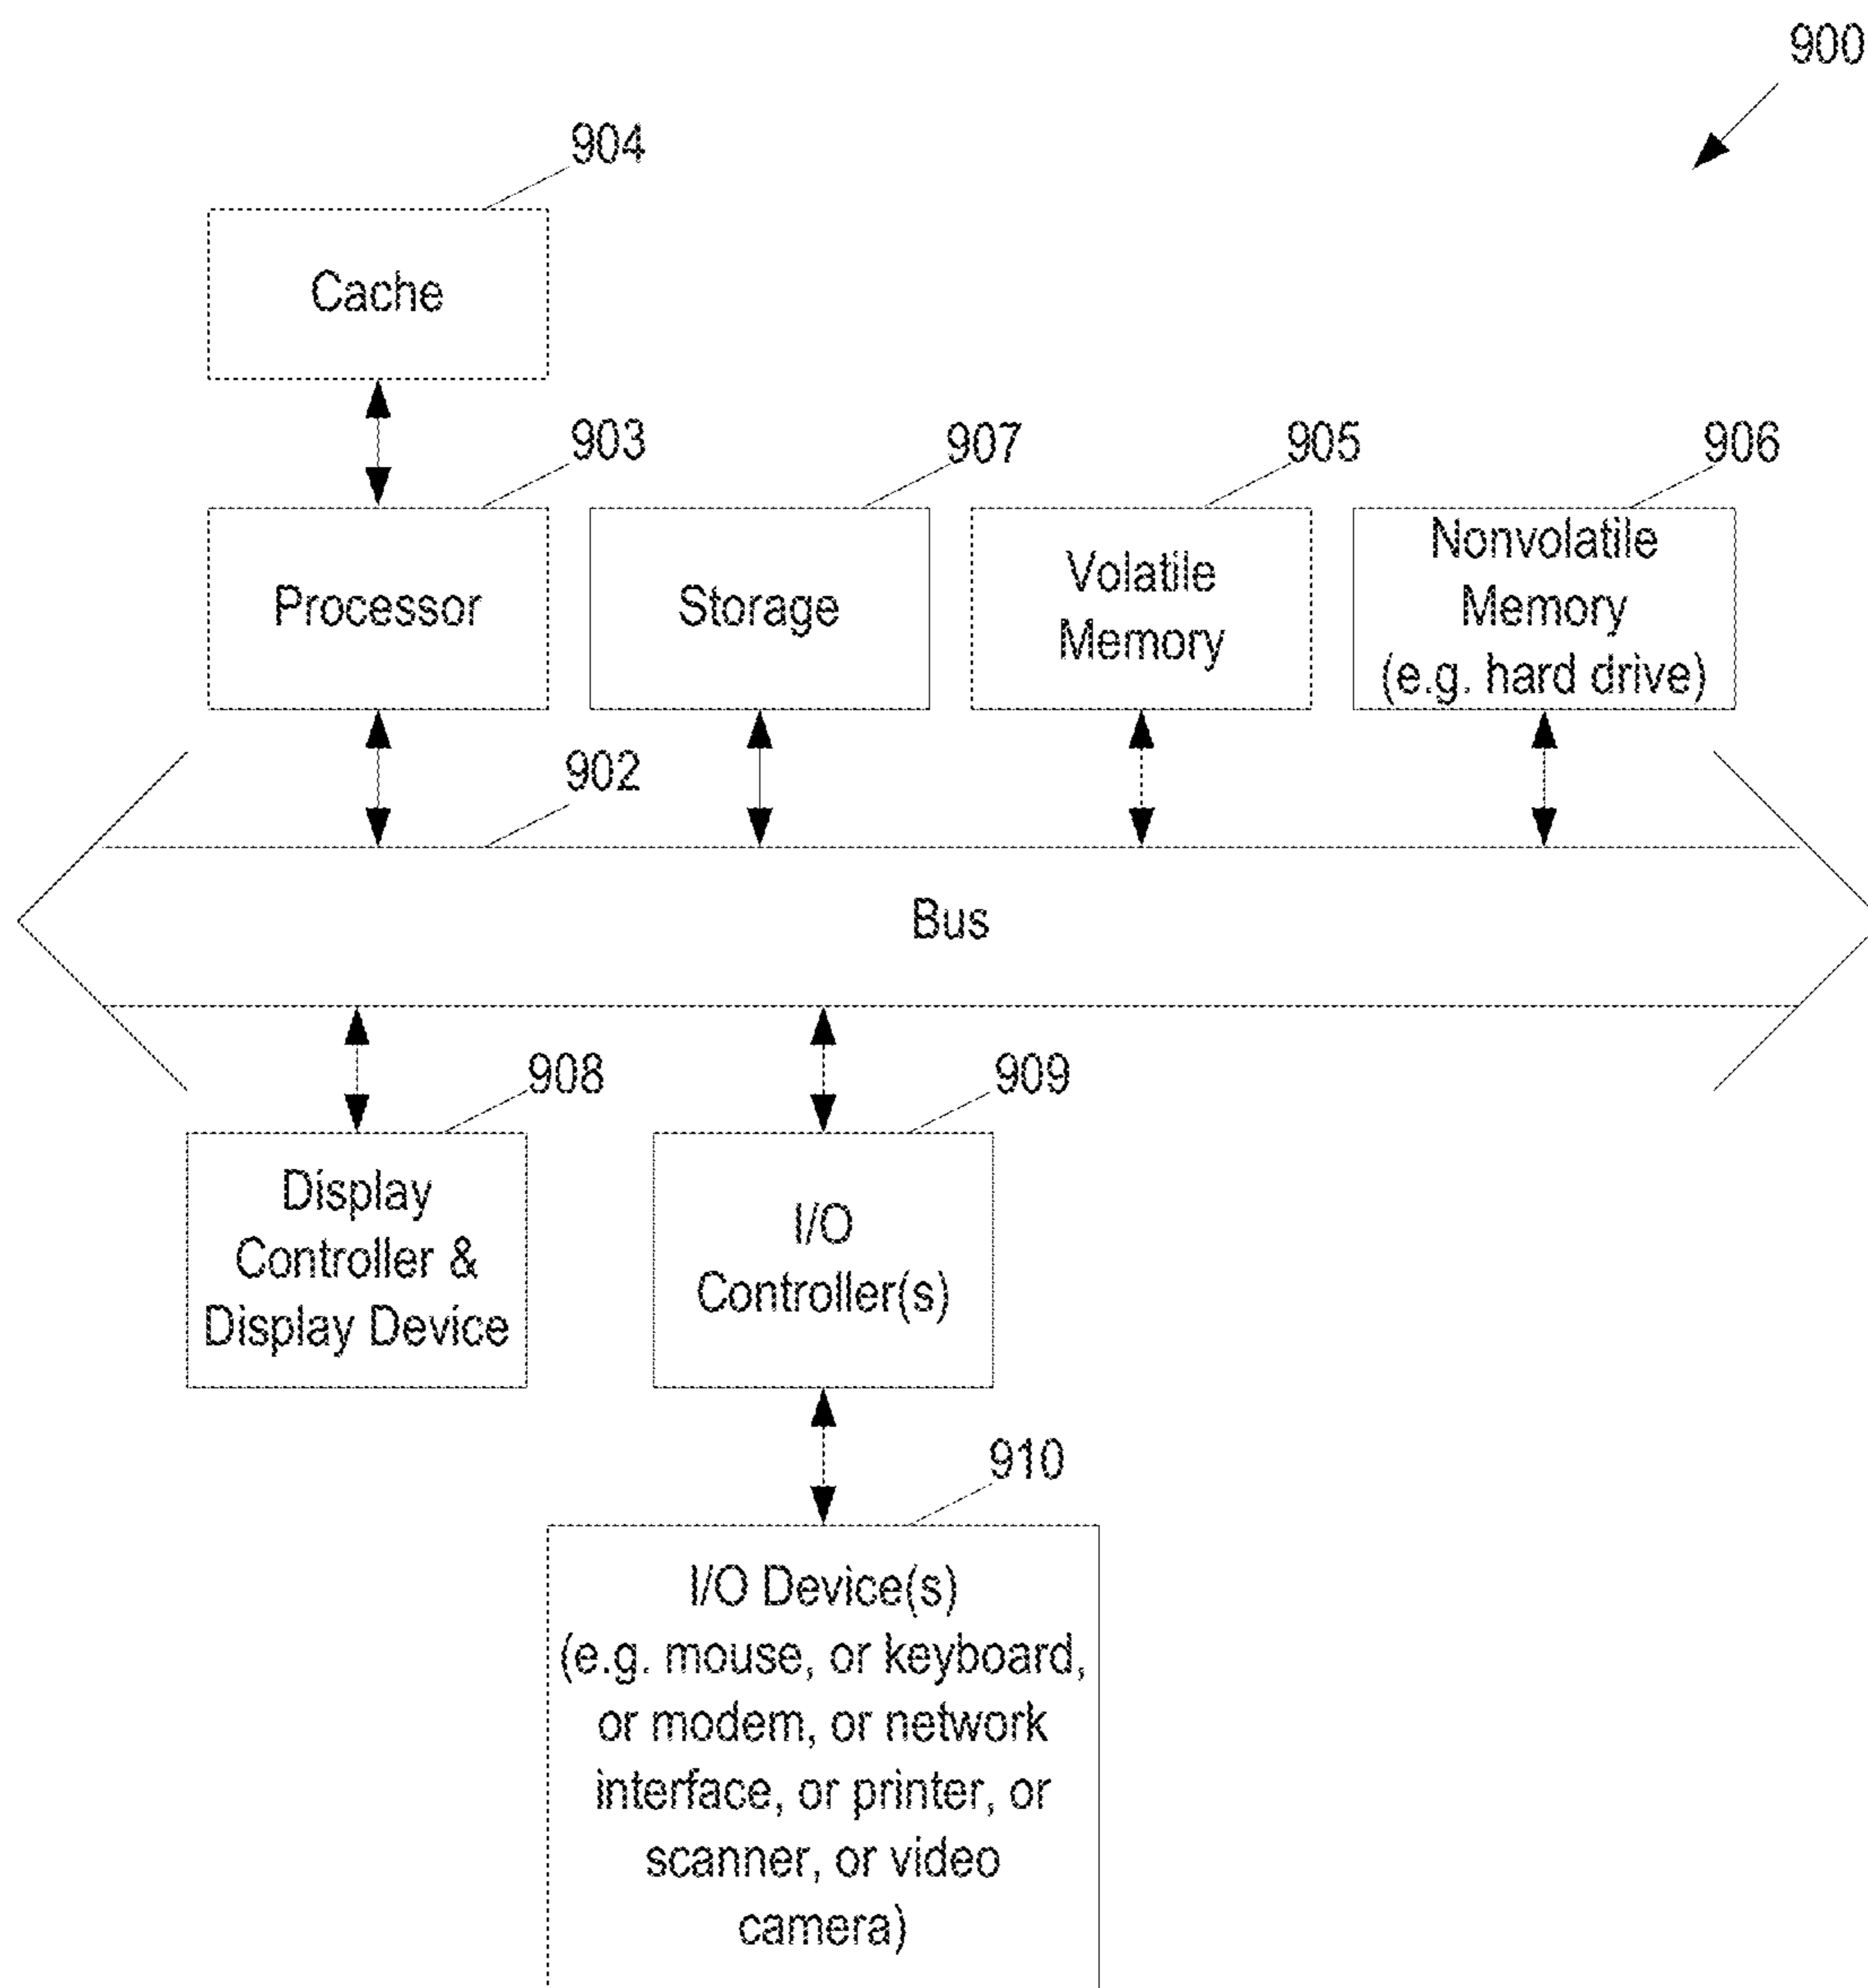 900
904
Cache
903
907
905
906
Processor
Storage
Volatile
Memory
Nonvolatile
Memory
(e.g. hard drive)
902
Bus
908
909
Display
Controller &
Display Device
I/O
Controller(s)
910
I/O Device(s)
(e.g. mouse, or keyboard,
or modem, or network
interface, or printer, or
scanner, or video
camera)